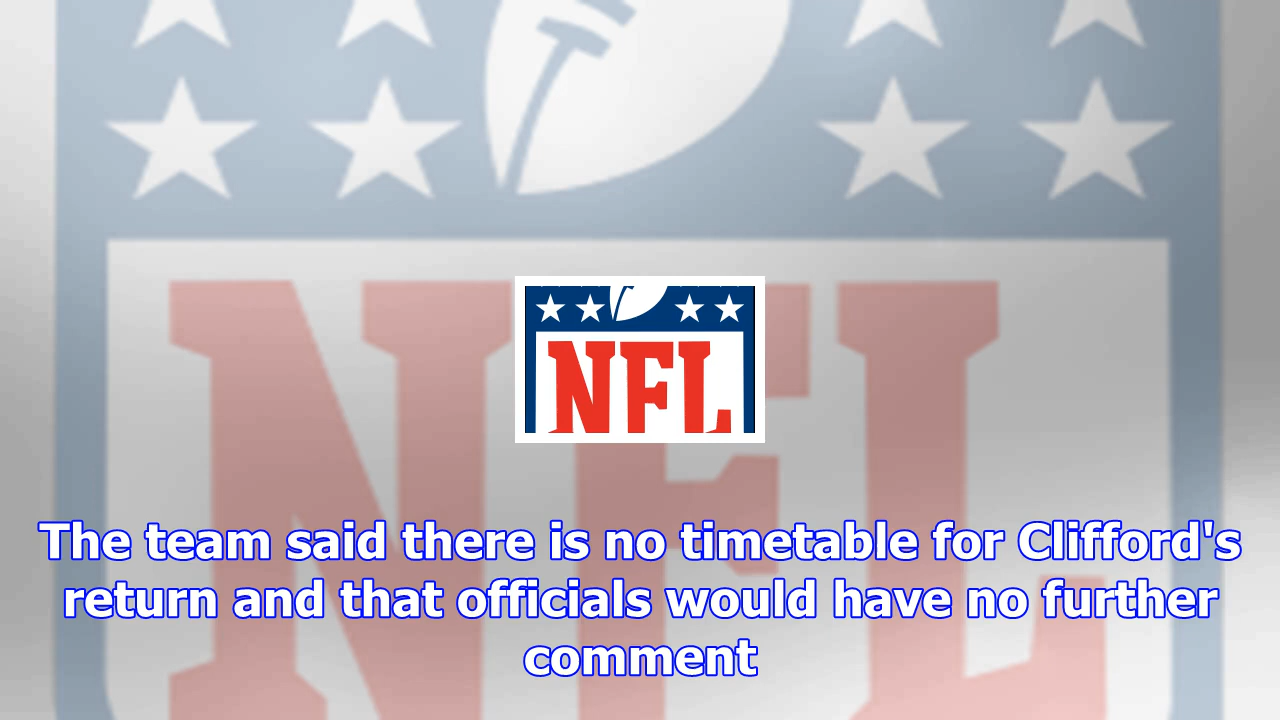 NFL
NFL
The team said there is no timetable for Clifford's
return and that officials would have no further
comment